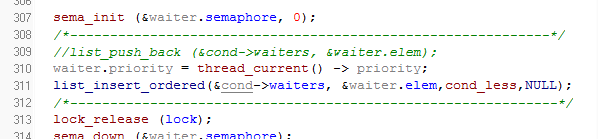 306
307 sema_init (&waiter.semaphore, 0);
308 /*-----------------------------------------------------------*/
309 //list_push_back (&cond->waiters, &waiter.elem);
310 waiter.priority = thread_current() -> priority;
311 list_insert_ordered(&cond->waiters, &waiter.elem,cond_less,NULL);
312 /*------------------------------------------------------------*/
313 lock_release (lock);
314 sema_down (&waiter.semaphore);